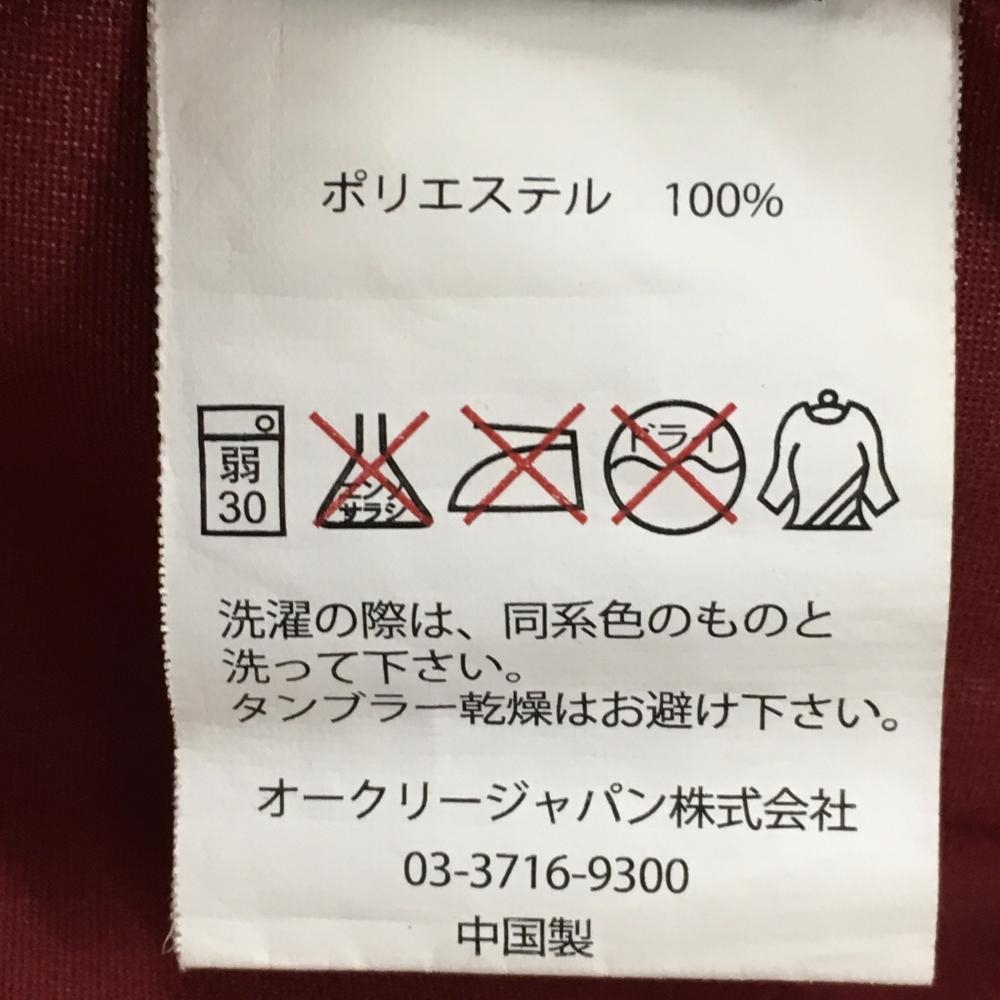 ポリエステル　100%
弱
30
エンソ
サラシ
ドライ
洗濯の際は、同系色のものと
洗って下さい。
タンブラー乾燥はお避け下さい。
オークリージャパン株式会社
03-3716-9300
中国製